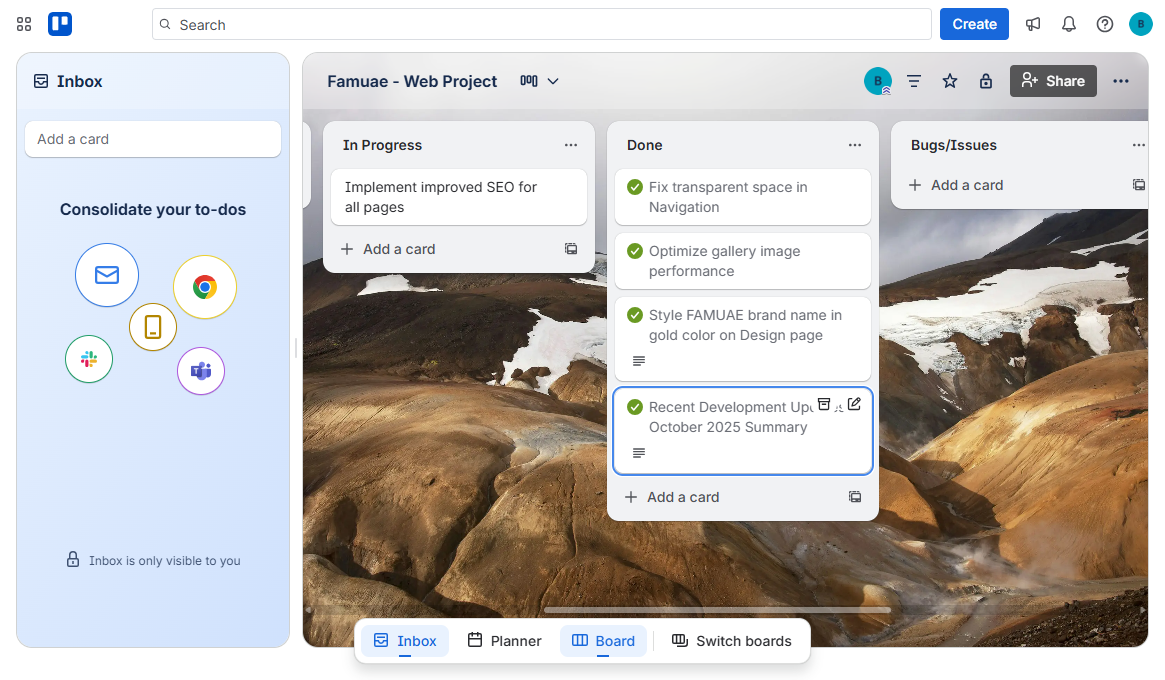 Search
Create
B
Inbox
Add a card
Consolidate your to-dos
Inbox is only visible to you
Famuae - Web Project
B
Share
In Progress
Implement improved SEO for
all pages
Add a card
Done
Fix transparent space in
Navigation
Optimize gallery image
performance
Style FAMUAE brand name in
gold color on Design page
Recent Development
October 2025 Summary
Add a card
Bugs/Issues
Add a card
Inbox
Planner
Board
Switch boards